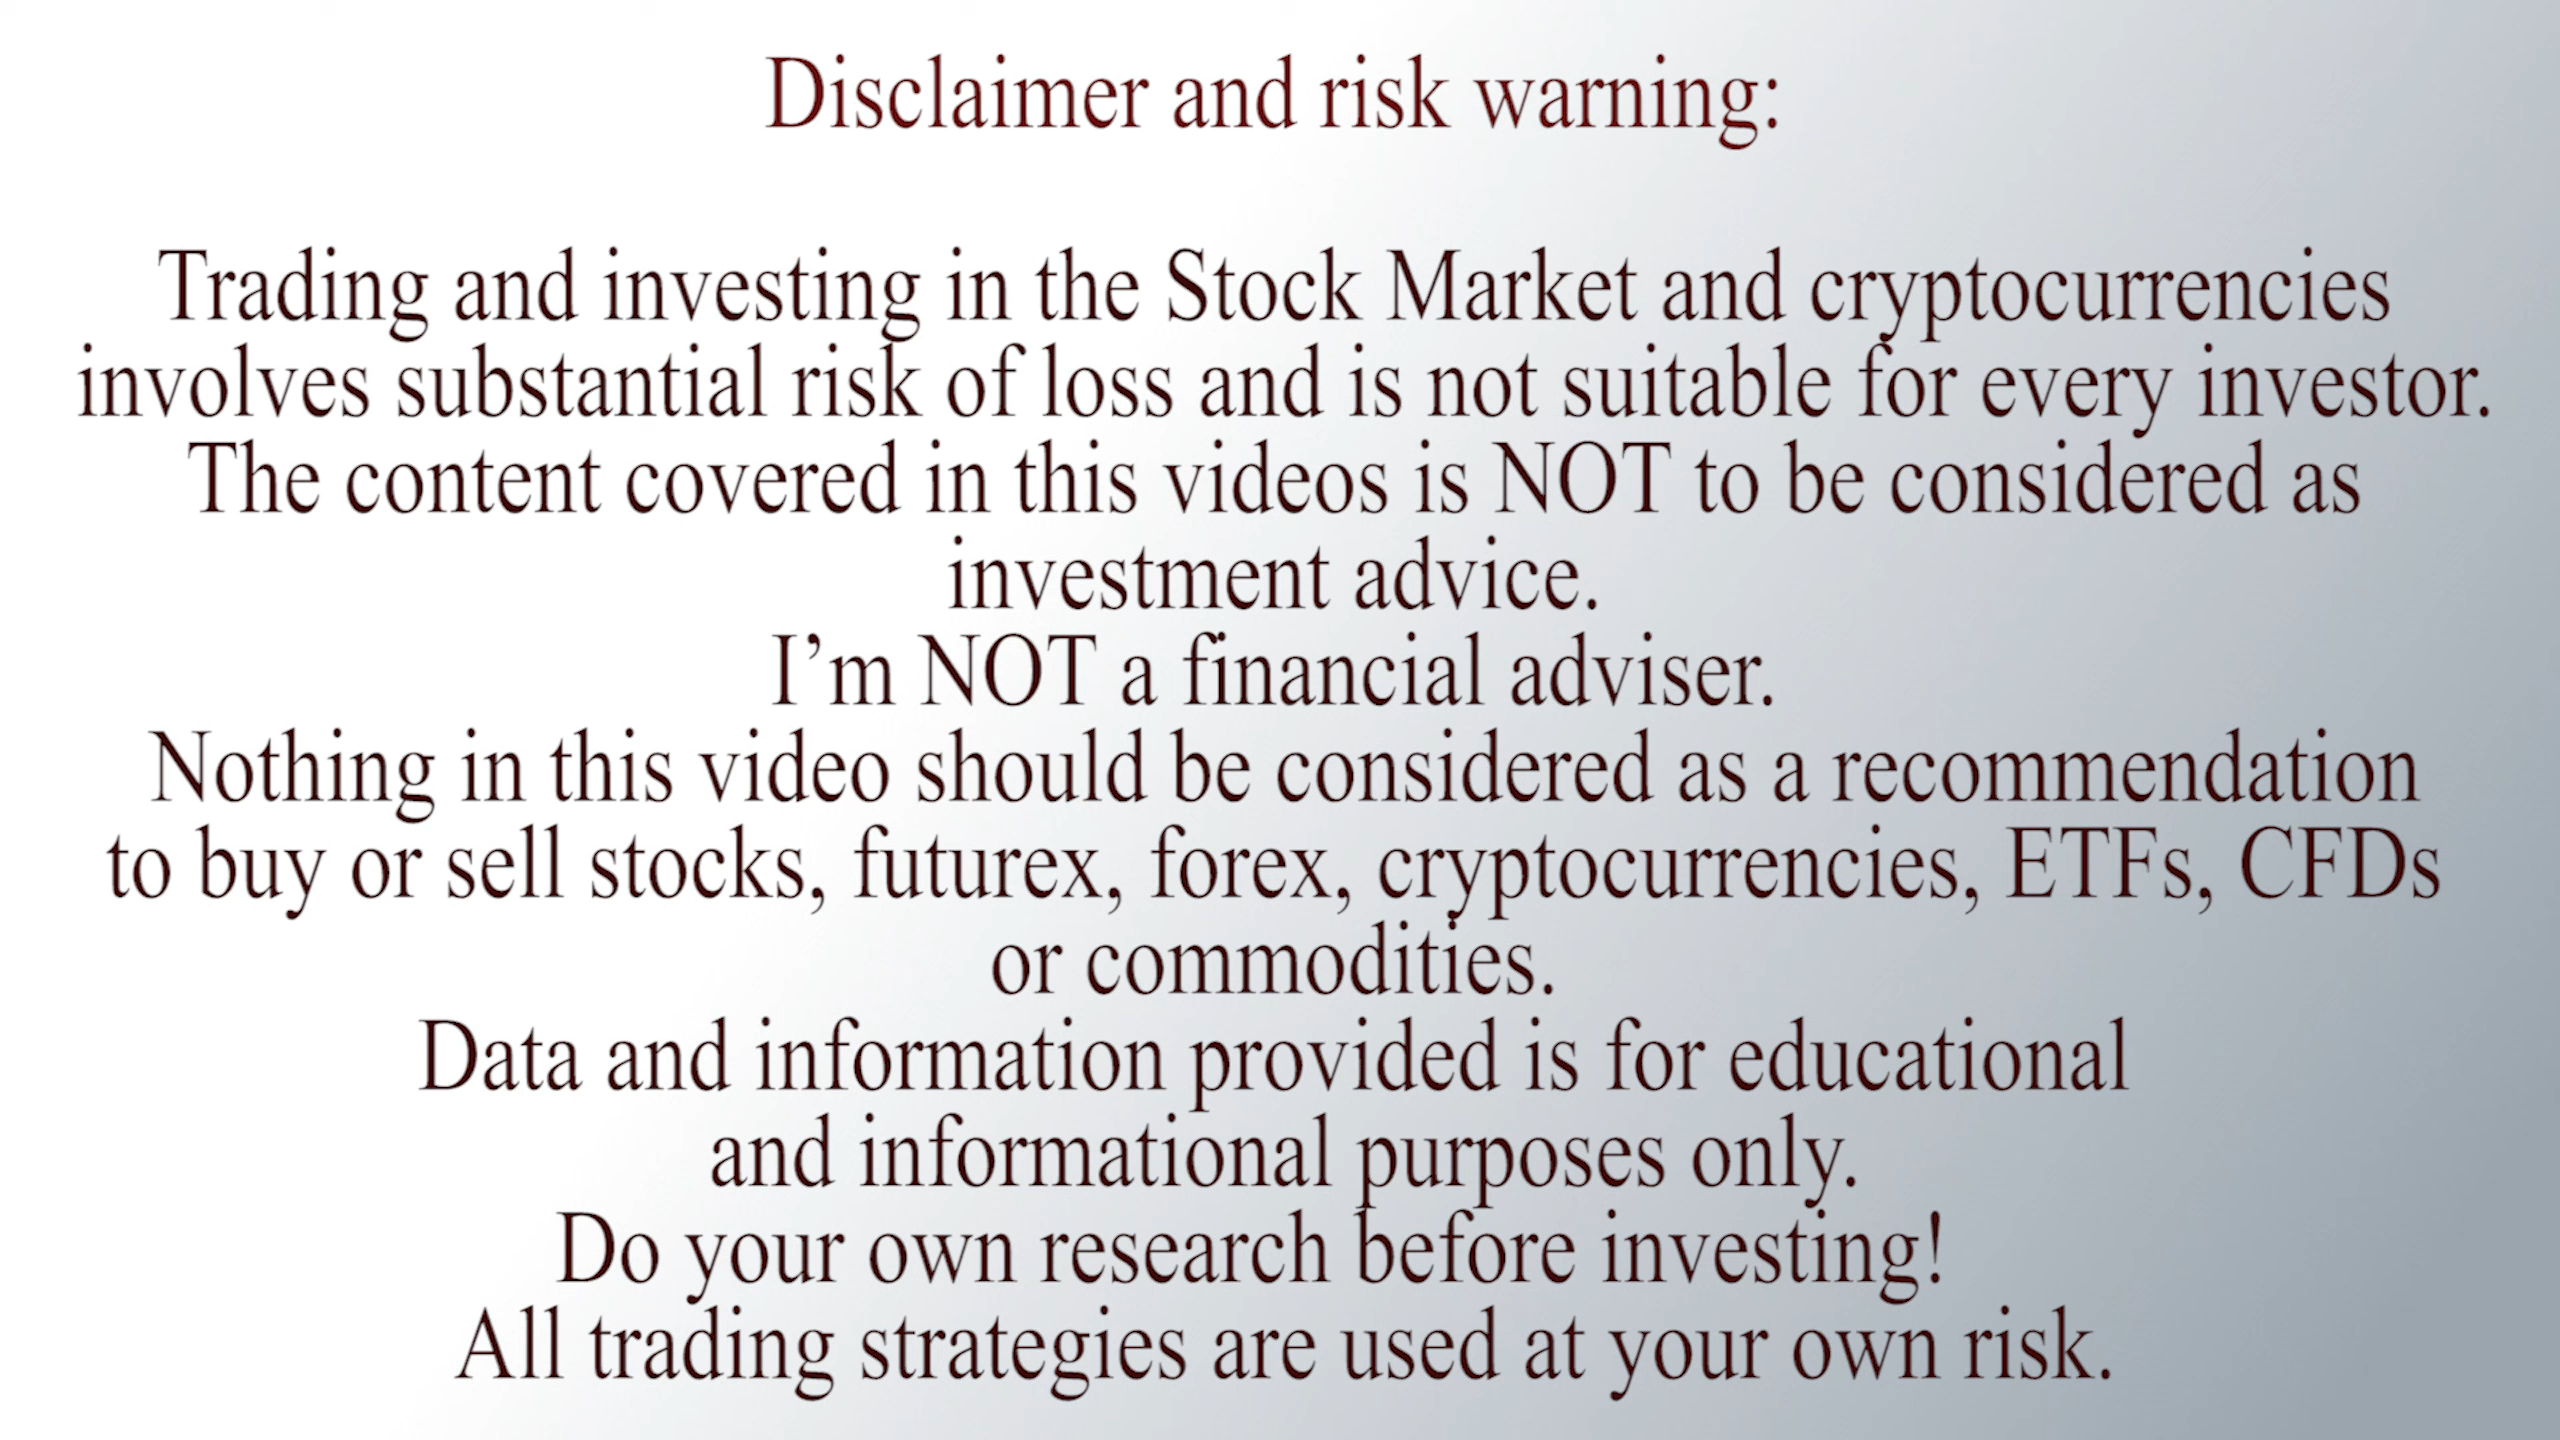 Disclaimer and risk warning:
Trading and investing in the Stock Market and cryptocurrencies
involves substantial risk of loss and is not suitable for every investor.
The content covered in this videos is NOT to be considered as
investment advice.
I’m NOT a financial adviser.
Nothing in this video should be considered as a recommendation
to buy or sell stocks, futurex, forex, cryptocurrencies, ETFs, CFDs
or commodities.
Data and information provided is for educational
and informational purposes only.
Do your own research before investing!
All trading strategies are used at your own risk.